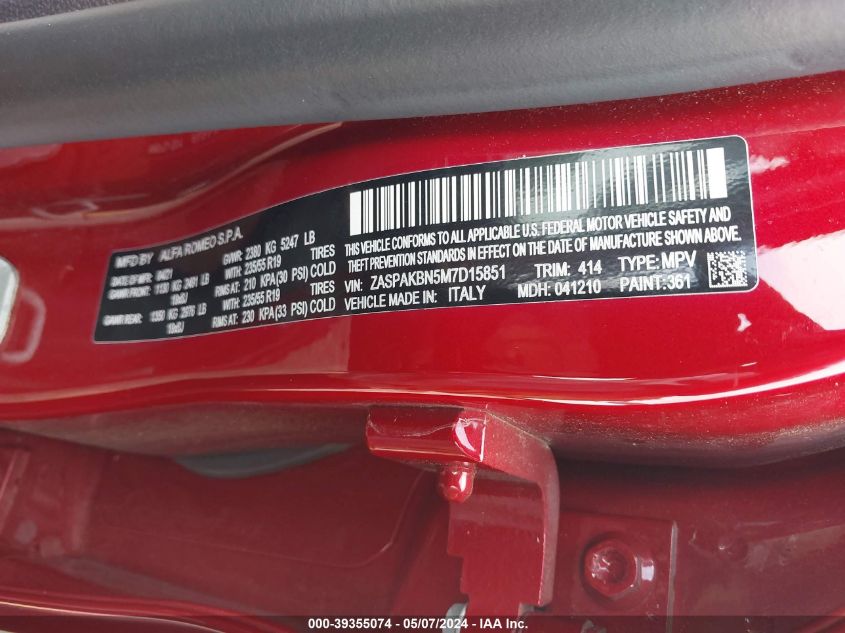 MFD BY ALFA ROMEO S.P.A.
DATE OF MFD: 04/21 GVWR: 2380 KG 5247 LB
GAWR FRONT: 1130 KG 2491 LB WITH: 235/55 R19 TIRES
18x8J RIMS AT: 210 KPA(30 PSI) COLD
GAWR REAR: 1350 KG 2976 LB WITH: 235/55 R19 TIRES
18x8J RIMS AT: 230 KPA(33 PSI) COLD
THIS VEHICLE CONFORMS TO ALL APPLICABLE U.S. FEDERAL MOTOR VEHICLE SAFETY AND
THEFT PREVENTION STANDARDS IN EFFECT ON THE DATE OF MANUFACTURE SHOWN ABOVE.
VIN: ZASPAKBN5M7D15851 TRIM: 414 TYPE: MPV
VEHICLE MADE IN: ITALY MDH: 041210 PAINT: 361
000-39355074 - 05/07/2024 - IAA Inc.